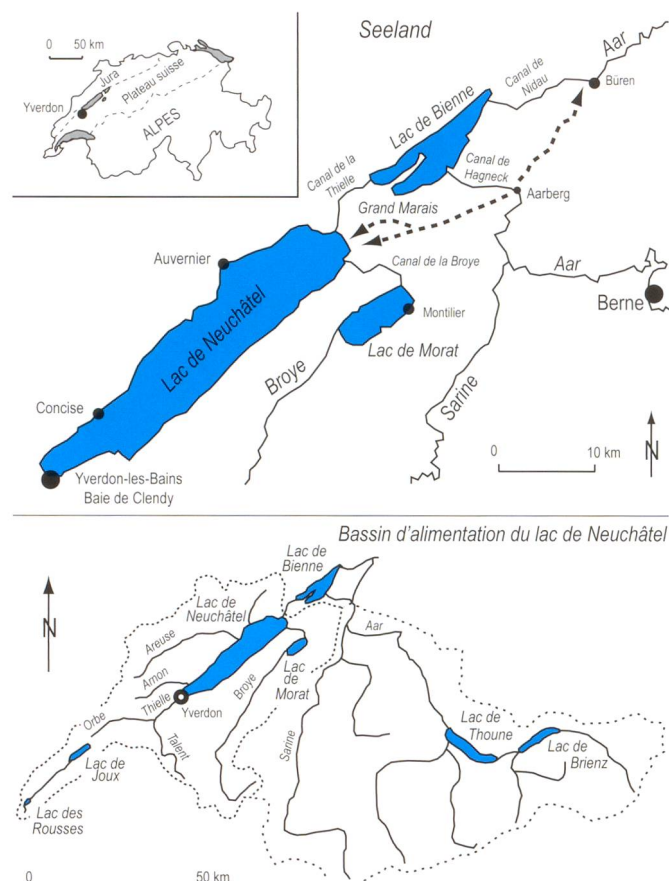 0 50 km
Jura
Plateau suisse
Yverdon
ALPES
Seeland
Aar
Canal de
Nidau
Büren
Lac de Bienne
Canal de la
Thielle
Canal de
Hagneck
Aarberg
Grand Marais
Auvernier
Canal de la Broye
Aar
Berne
Montilier
Lac de Neuchâtel
Lac de Morat
Broye
Sarine
Concise
0 10 km
N
Yverdon-les-Bains
Baie de Clendy
Bassin d'alimentation du lac de Neuchâtel
N
Lac de
Bienne
Lac de
Neuchâtel
Areuse
Aar
Arnon
Lac
de
Morat
Broye
Thielle
Yverdon
Orbe
Talent
Sarine
Lac de
Thoune
Lac de
Brienz
Lac de
Joux
Lac des
Rousses
0 50 km